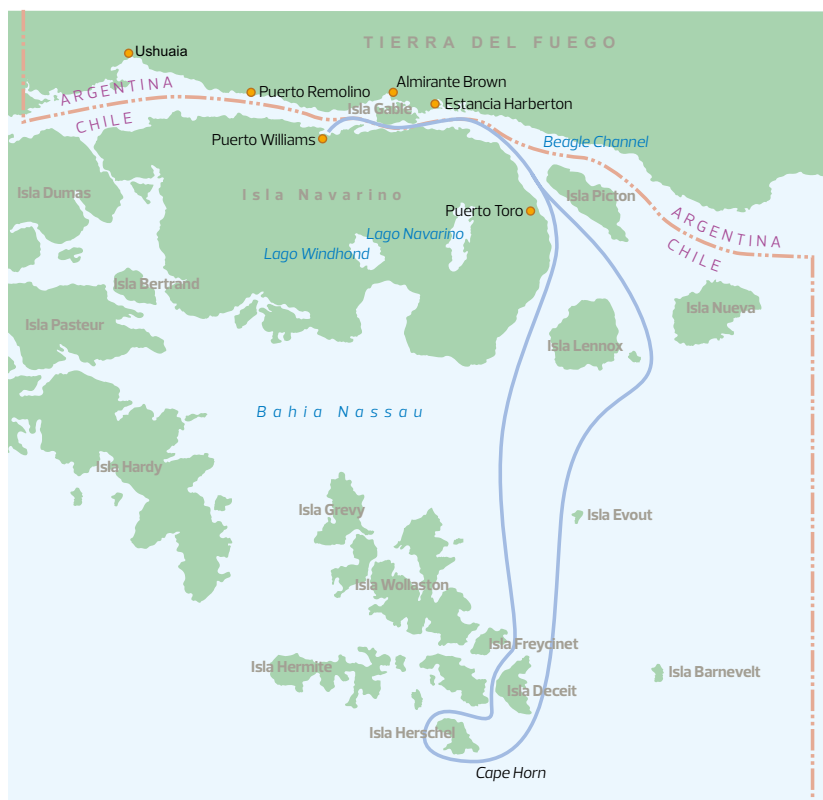 TIERRA DEL FUEGO
Ushuaia
Almirante Brown
Puerto Remolino
ARGENTINA
Estancia Harberton
Isla Gable
CHILE
Puerto Williams
Beagle Channel
Isla Dumas
Isla Navarino
Isla Picton
Puerto Toro
ARGENTINA
Lago Navarino
Lago Windhond
CHILE
Isla Bertrand
Isla Nueva
Isla Pasteur
Isla Lennox
Bahia Nassau
Isla Hardy
Isla Grevy
Isla Evout
Isla Wollaston
Isla Freycinet
Isla Hermite
Isla Barnevelt
Isla Deceit
Isla Herschel
Cape Horn